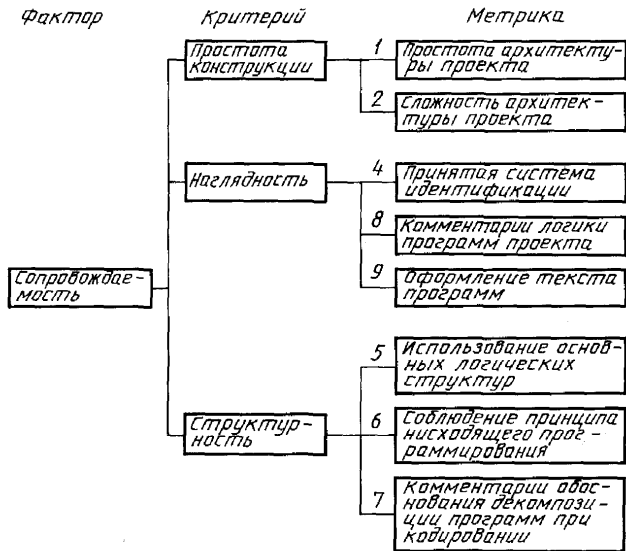 Фактор Критерий Метрика
Простота
конструкции
1
Простота архитекту-
ры проекта
2
Сложность архитек-
туры проекта
Наглядность
4
Принятая система
идентификации
8
Комментарии логики
программ проекта
9
Оформление текста
программ
Сопровождае-
мость
Структур-
ность
5
Использование основ-
ных логических
структур
6
Соблюдение принципа
нисходящего прог-
раммирования
7
Комментарии обос-
нования декомпози-
ции программ при
кодировании